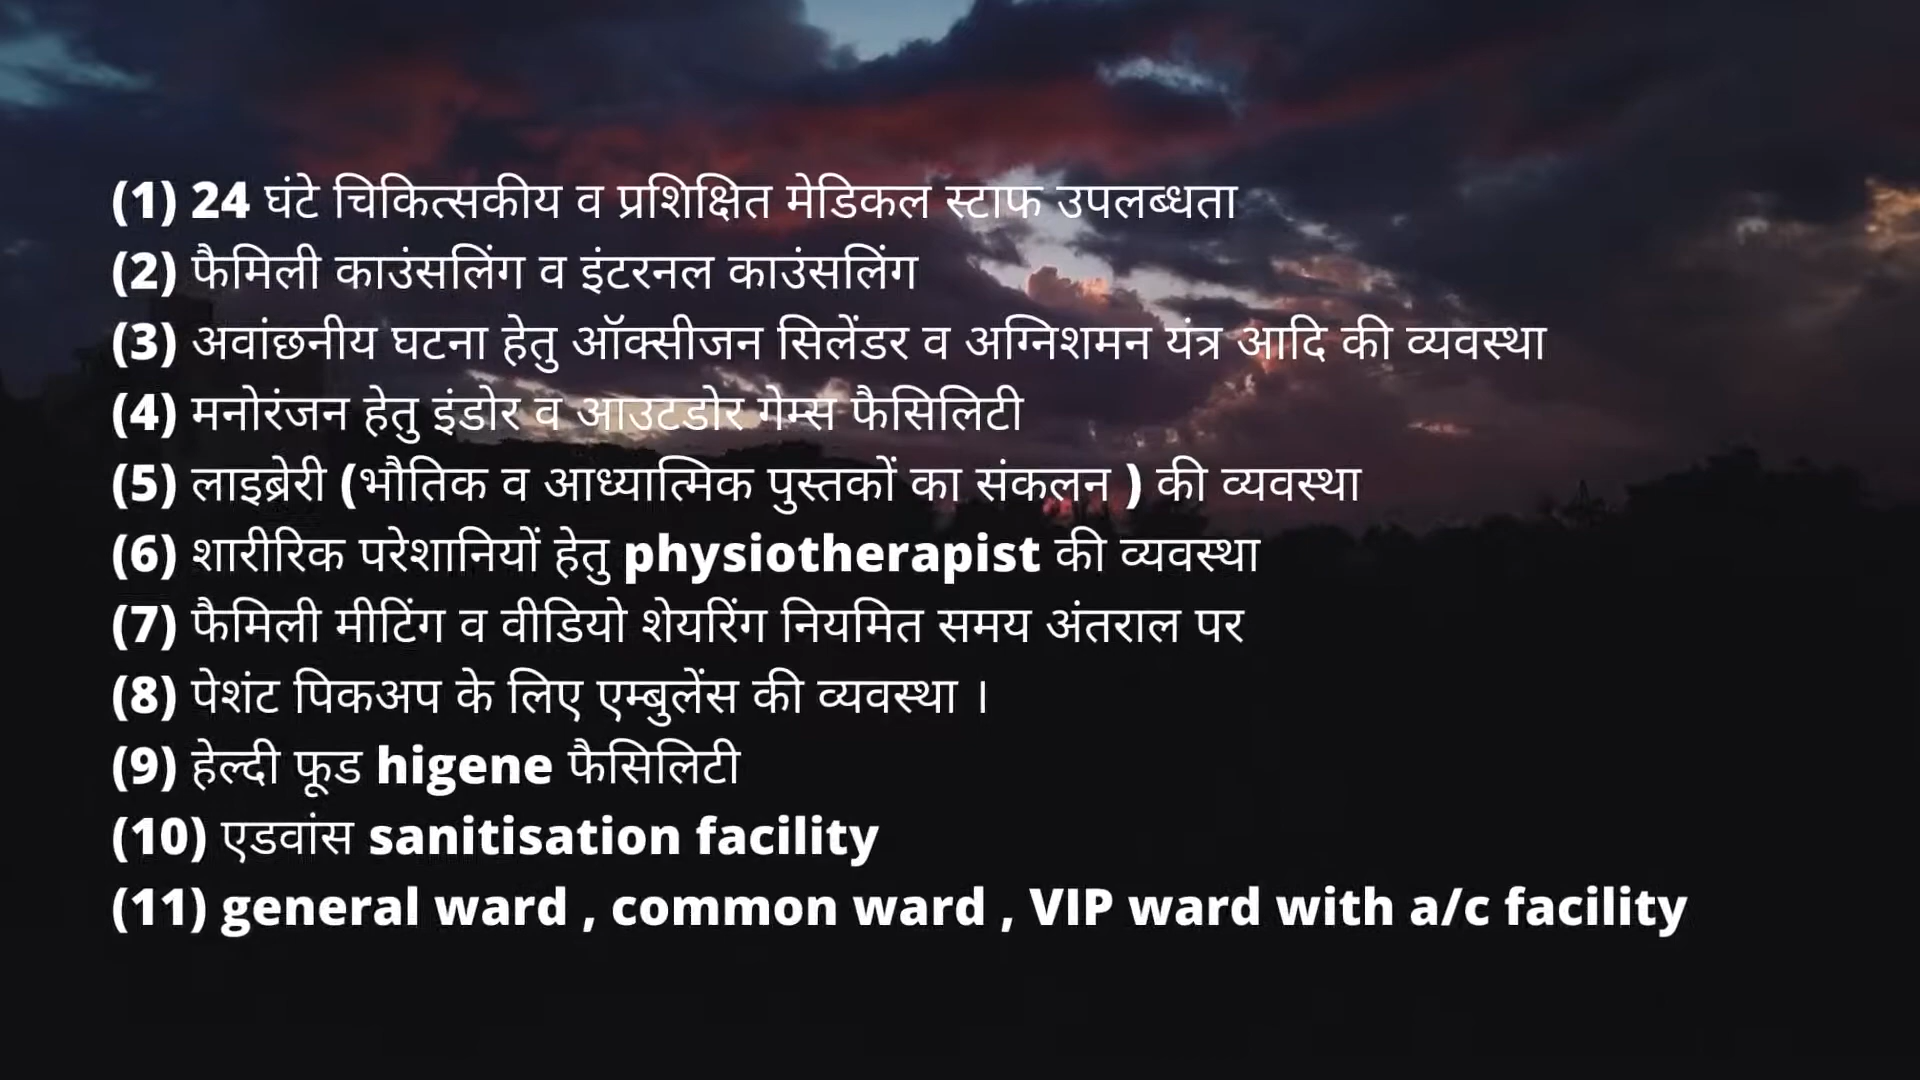 (1) 24 घंटे चिकित्सकीय व प्रशिक्षित मेडिकल स्टाफ उपलब्धता
(2) फैमिली काउंसलिंग व इंटरनल काउंसलिंग
(3) अवांछनीय घटना हेतु ऑक्सीजन सिलेंडर व अग्निशमन यंत्र आदि की व्यवस्था
(4) मनोरंजन हेतु इंडोर व आउटडोर गेम्स फैसिलिटी
(5) लाइब्रेरी (भौतिक व आध्यात्मिक पुस्तकों का संकलन ) की व्यवस्था
(6) शारीरिक परेशानियों हेतु physiotherapist की व्यवस्था
(7) फैमिली मीटिंग व वीडियो शेयरिंग नियमित समय अंतराल पर
(8) पेशंट पिकअप के लिए एम्बुलेंस की व्यवस्था ।
(9) हेल्दी फूड higene फैसिलिटी
(10) एडवांस sanitisation facility
(11) general ward , common ward , VIP ward with a/c facility